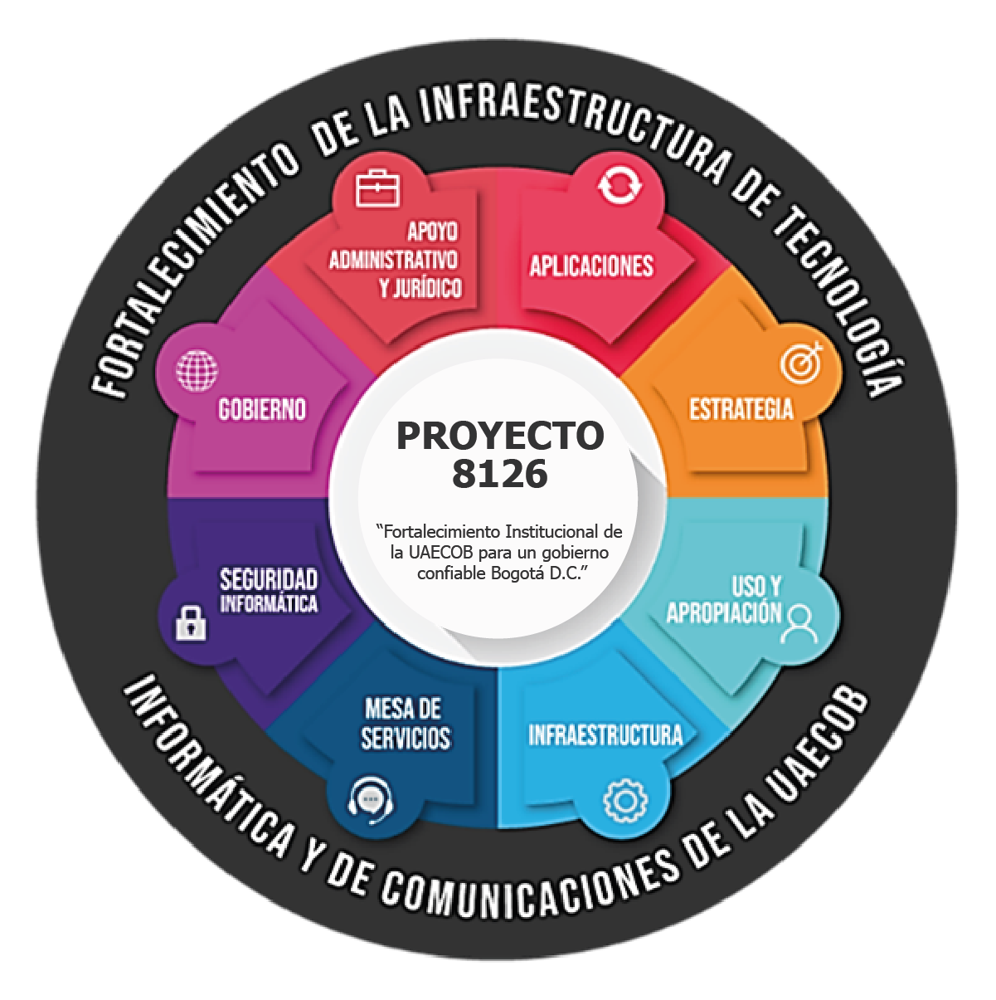 FORTALECIMIENTO DE LA INFRAESTRUCTURA DE TECNOLOGÍA
APOYO
ADMINISTRATIVO
Y JURÍDICO
APLICACIONES
GOBIERNO
ESTRATEGIA
PROYECTO
8126
“Fortalecimiento Institucional de
la UAECOB para un gobierno
confiable Bogotá D.C.”
SEGURIDAD
INFORMÁTICA
USO Y
APROPIACIÓN
MESA DE
SERVICIOS
INFRAESTRUCTURA
INFORMÁTICA Y DE COMUNICACIONES DE LA UAECOB